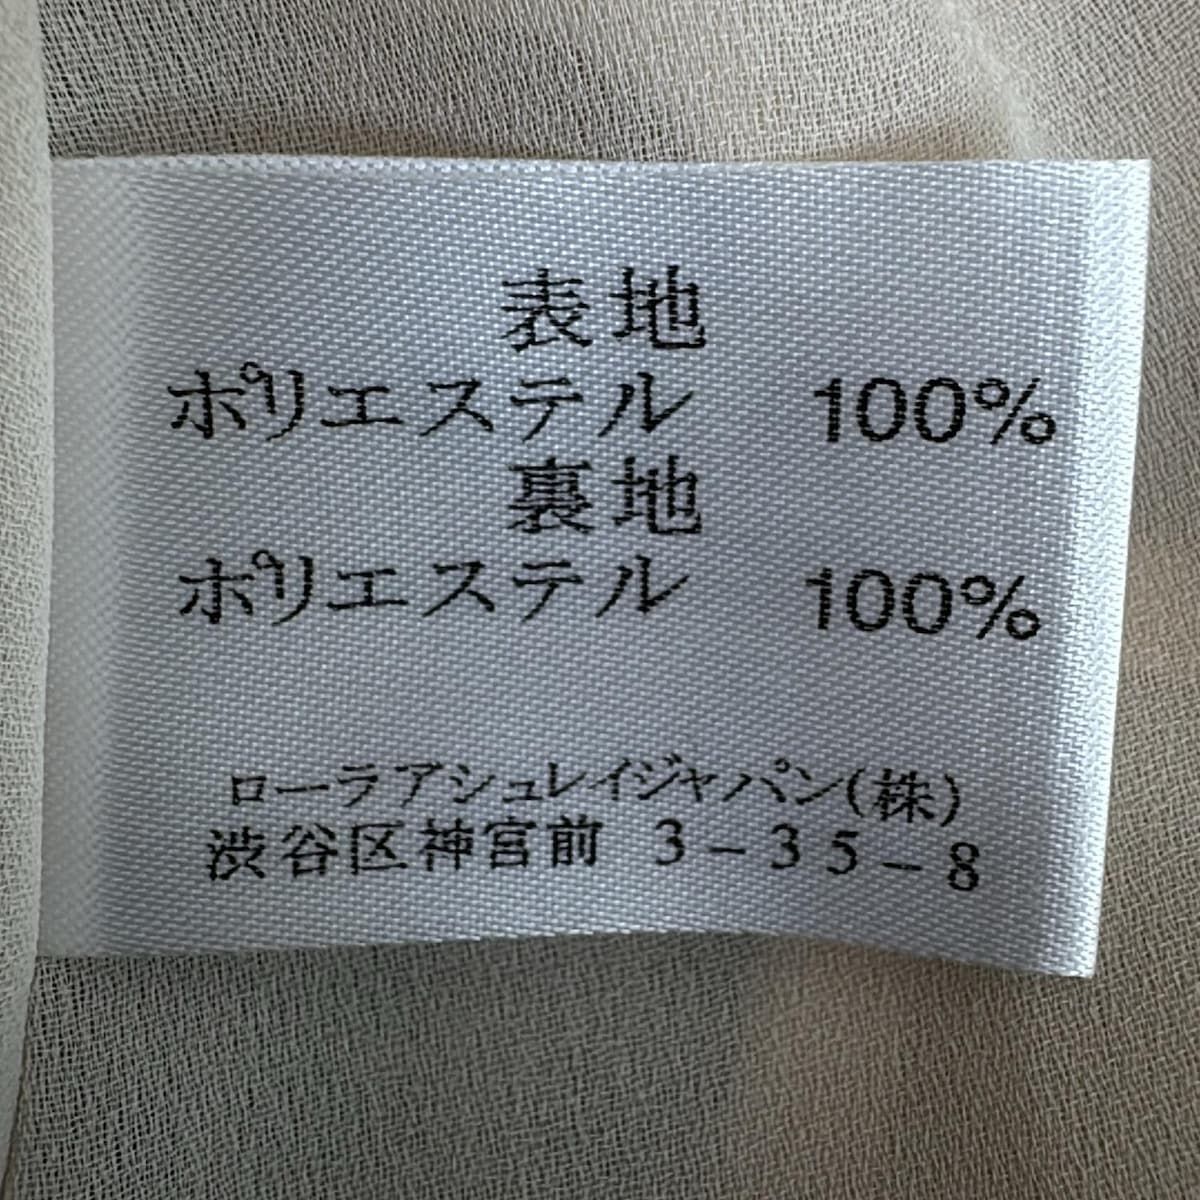 表地
ポリエステル 100%
裏地
ポリエステル 100%
ローラアシュレイジャパン(株)
渋谷区神宮前 3-35-8